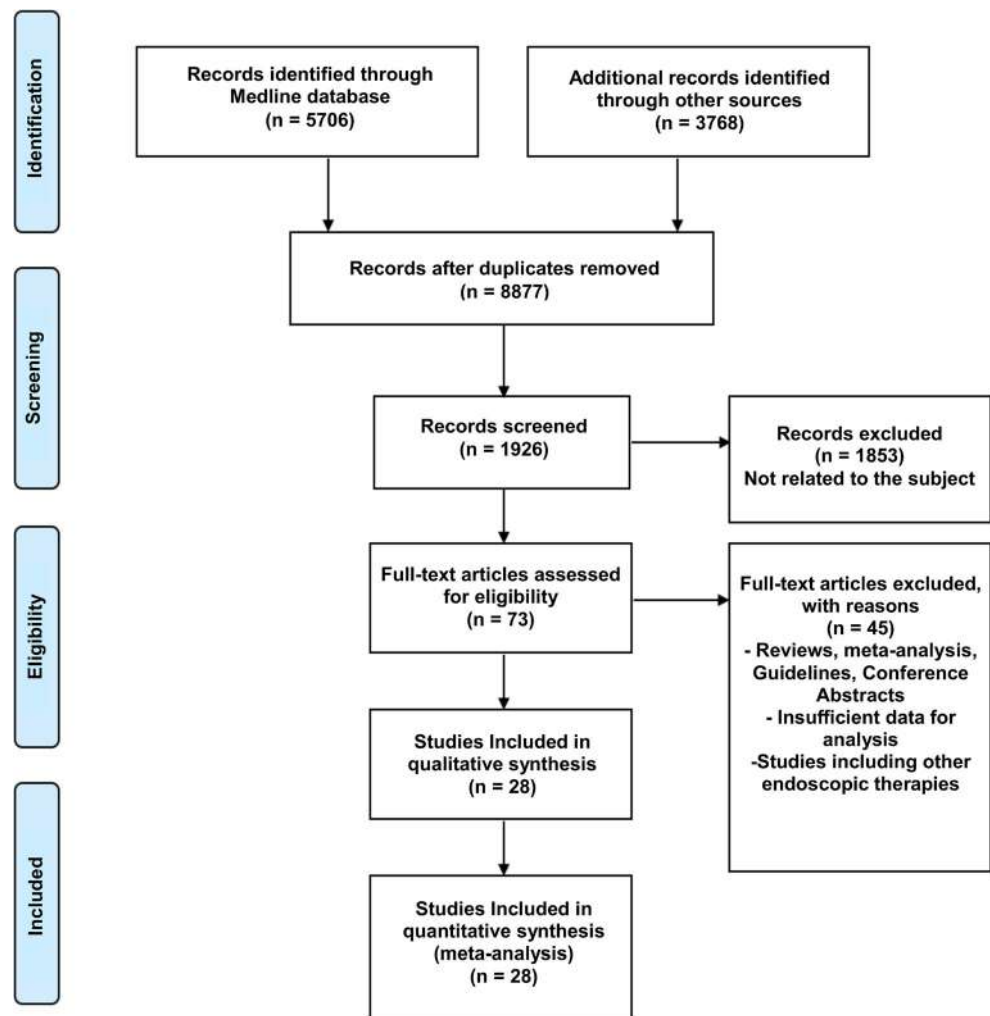 Identification
Records identified through
Medline database
(n = 5706)
Additional records identified
through other sources
(n = 3768)
Records after duplicates removed
(n = 8877)
Screening
Records screened
(n = 1926)
Records excluded
(n = 1853)
Not related to the subject
Eligibility
Full-text articles assessed
for eligibility
(n = 73)
Full-text articles excluded,
with reasons
(n = 45)
- Reviews, meta-analysis,
Guidelines, Conference
Abstracts
- Insufficient data for
analysis
-Studies including other
endoscopic therapies
Studies Included in
qualitative synthesis
(n = 28)
Included
Studies Included in
quantitative synthesis
(meta-analysis)
(n = 28)